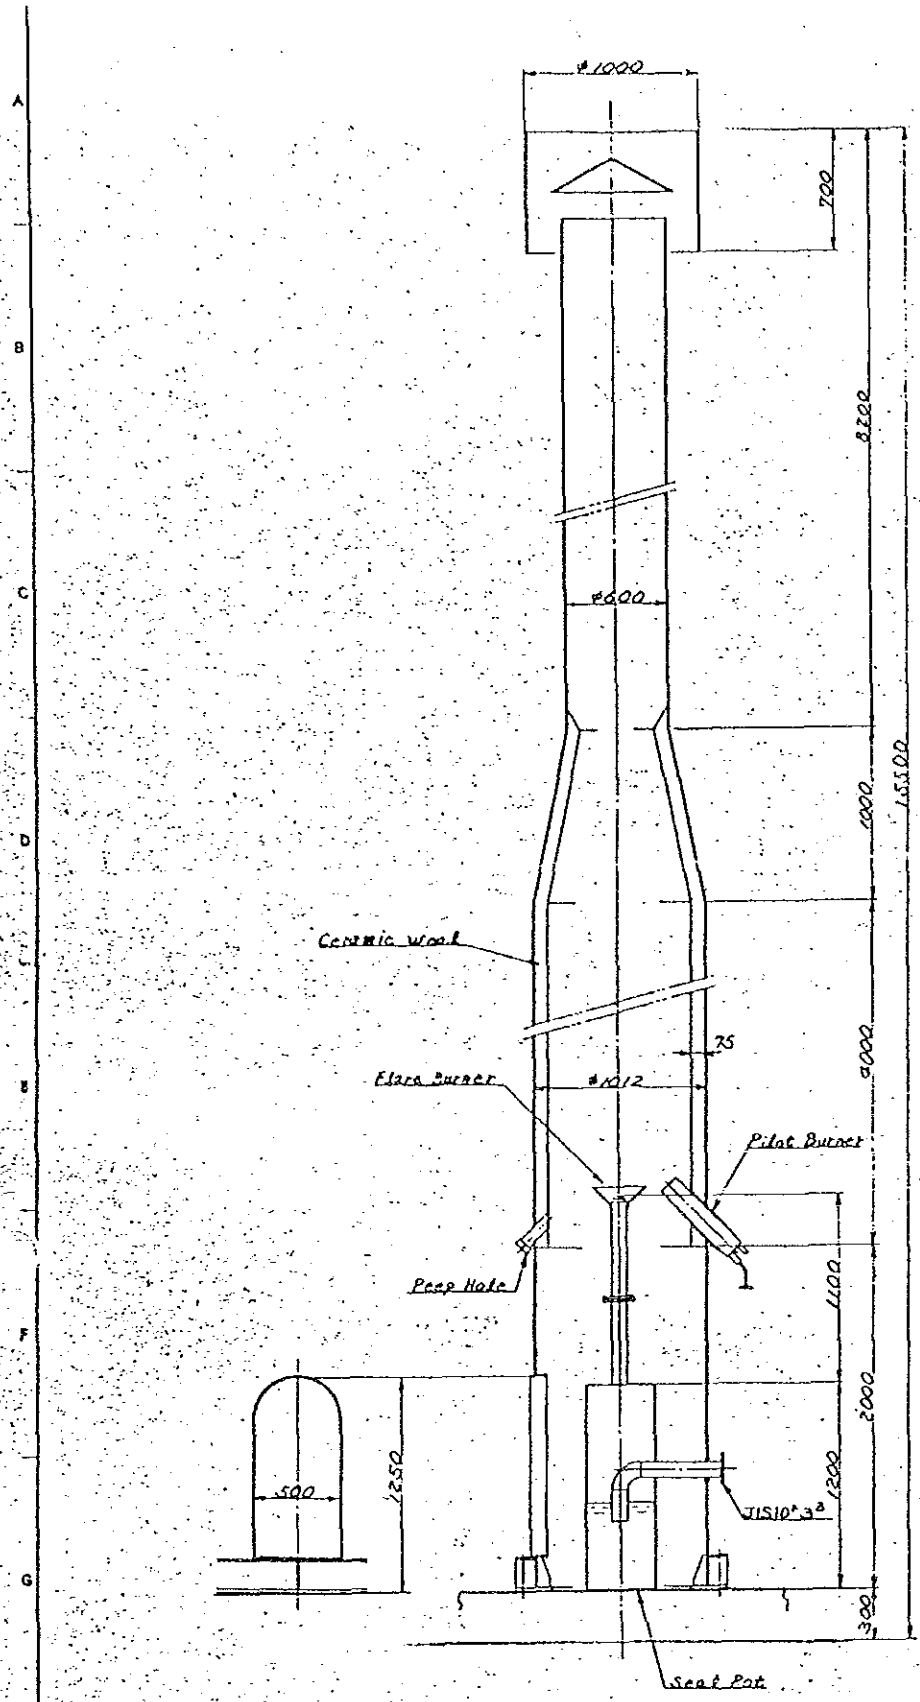 φ1000
A
700
B
8200
C
φ600
15500
1000
D
Ceramic wool
4000
75
E
φ1012
Flare Burner
Pilot Burner
Peep Hole
1100
F
2000
1250
500
1200
JIS10ᴷ3ᴮ
G
300
Seal Pot